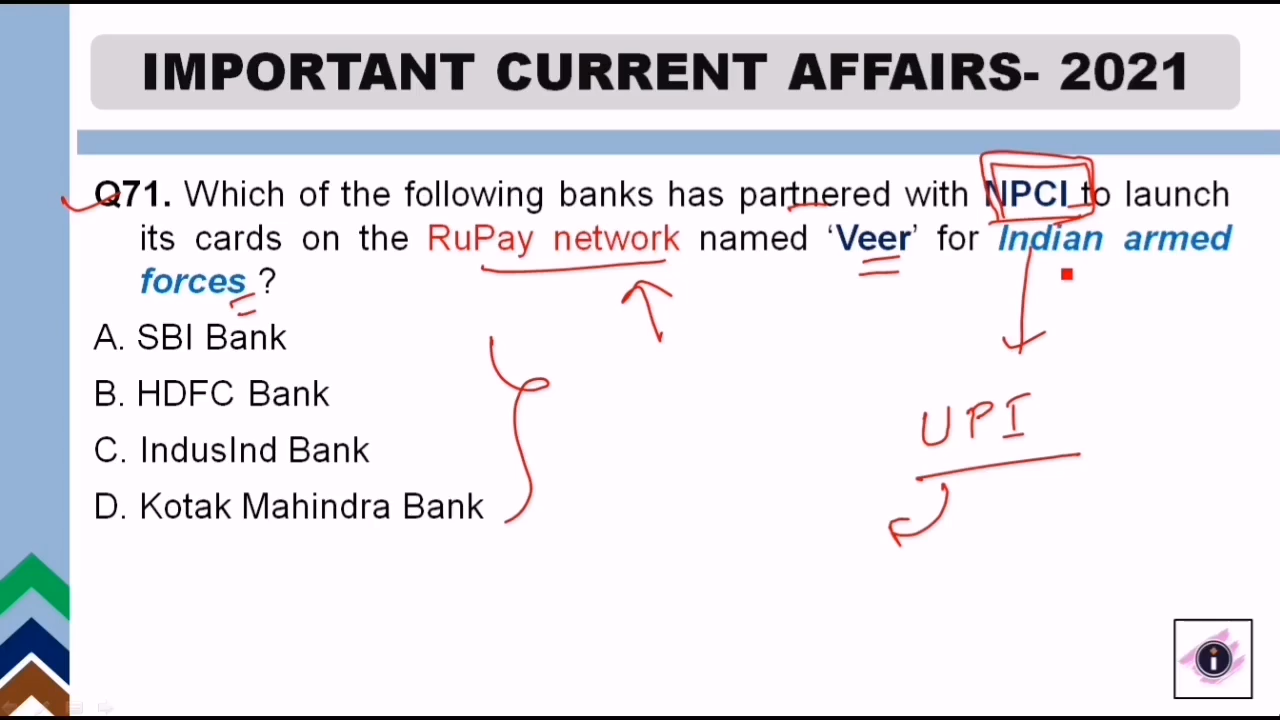 IMPORTANT CURRENT AFFAIRS- 2021
Q71. Which of the following banks has partnered with NPCI to launch
its cards on the RuPay network named ‘Veer’ for Indian armed
forces ?
A. SBI Bank
B. HDFC Bank
C. IndusInd Bank
D. Kotak Mahindra Bank
UPI
i